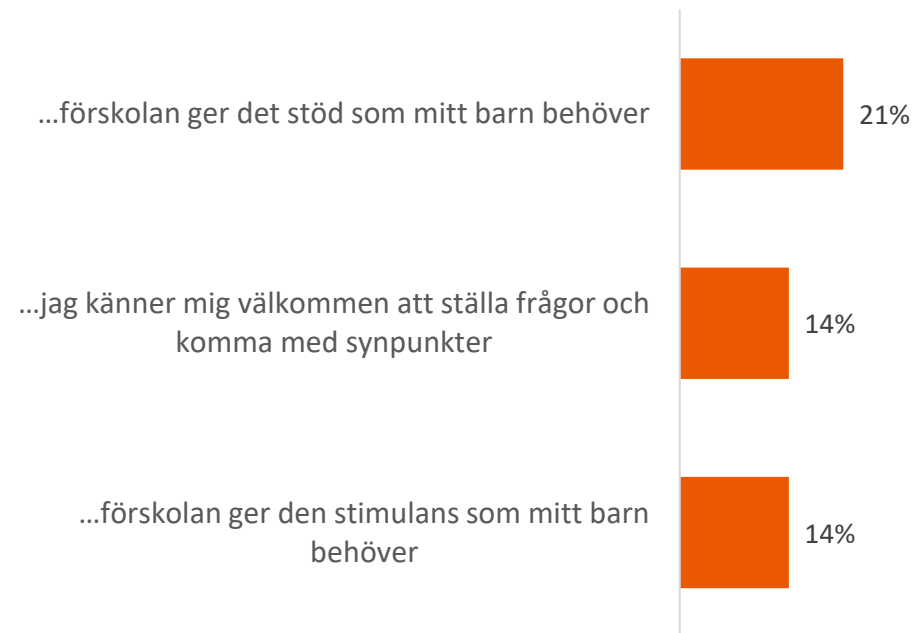 ...förskolan ger det stöd som mitt barn behöver
21%
...jag känner mig välkommen att ställa frågor och
komma med synpunkter
14%
...förskolan ger den stimulans som mitt barn
behöver
14%